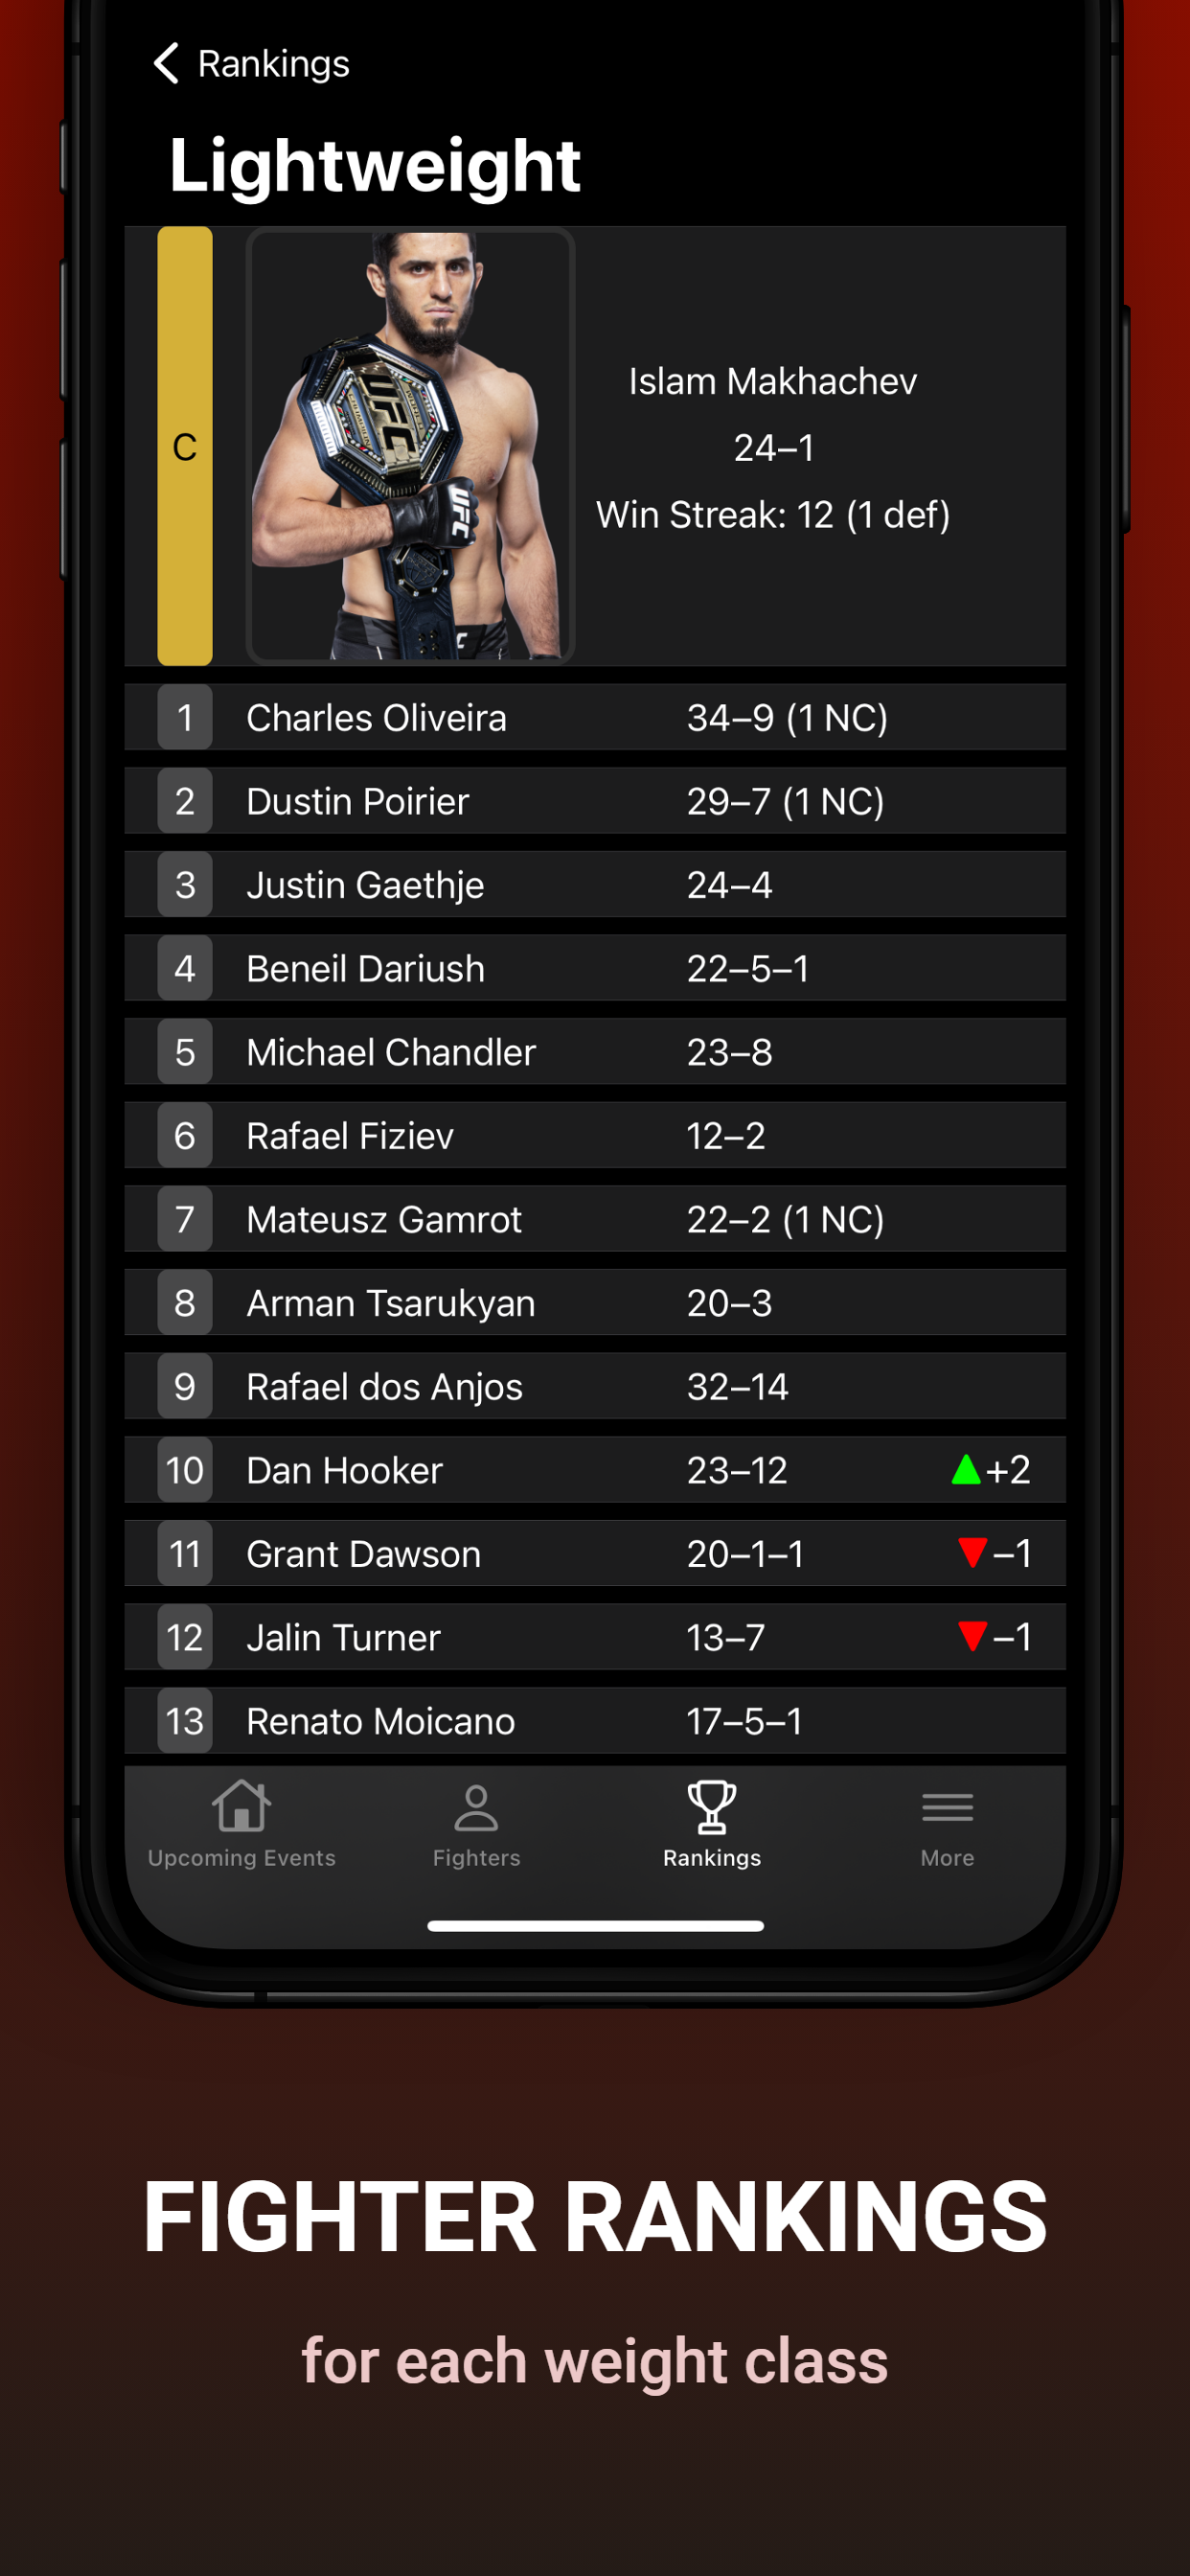 Rankings
Lightweight
C
UFC
UFC
Islam Makhachev
24–1
Win Streak: 12 (1 def)
1 Charles Oliveira 34–9 (1 NC)
2 Dustin Poirier 29–7 (1 NC)
3 Justin Gaethje 24–4
4 Beneil Dariush 22–5–1
5 Michael Chandler 23–8
6 Rafael Fiziev 12–2
7 Mateusz Gamrot 22–2 (1 NC)
8 Arman Tsarukyan 20–3
9 Rafael dos Anjos 32–14
10 Dan Hooker 23–12 ▲+2
11 Grant Dawson 20–1–1 ▼–1
12 Jalin Turner 13–7 ▼–1
13 Renato Moicano 17–5–1
Upcoming Events Fighters Rankings More
FIGHTER RANKINGS
for each weight class